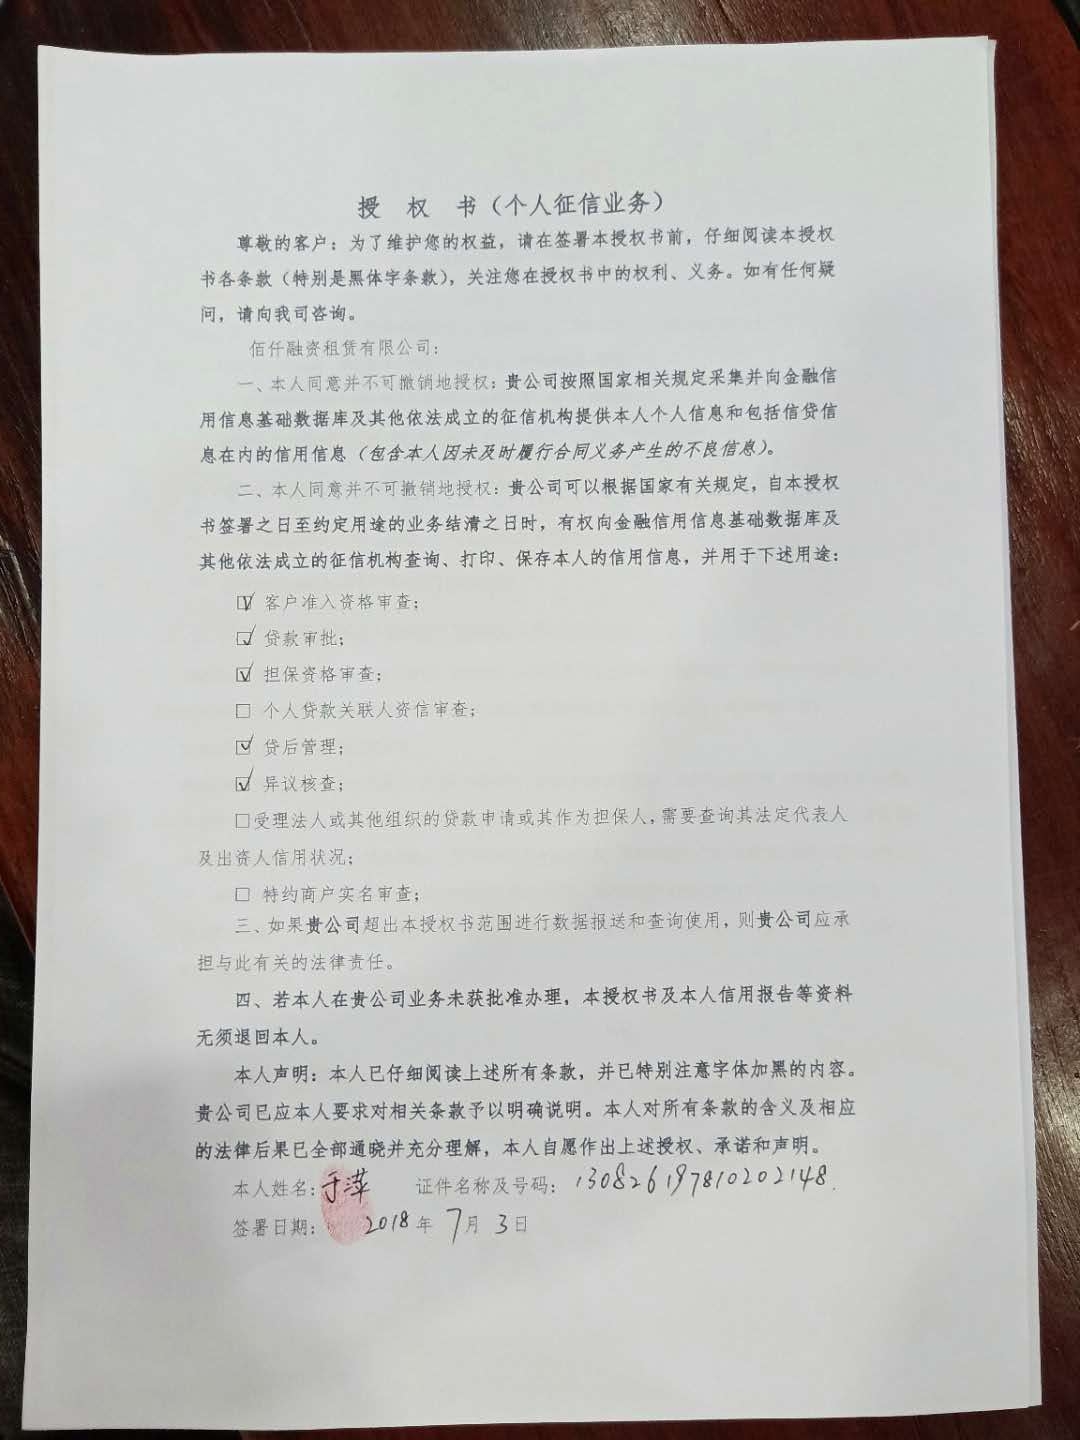 授 权 书（个人征信业务）
尊敬的客户：为了维护您的权益，请在签署本授权书前，仔细阅读本授权
书各条款（特别是黑体字条款），关注您在授权书中的权利、义务。如有任何疑
问，请向我司咨询。
佰仟融资租赁有限公司：
一、本人同意并不可撤销地授权：贵公司按照国家相关规定采集并向金融信
用信息基础数据库及其他依法成立的征信机构提供本人个人信息和包括信贷信
息在内的信用信息（包含本人因未及时履行合同义务产生的不良信息）。
二、本人同意并不可撤销地授权：贵公司可以根据国家有关规定，自本授权
书签署之日至约定用途的业务结清之日时，有权向金融信用信息基础数据库及
其他依法成立的征信机构查询、打印、保存本人的信用信息，并用于下述用途：
☑ 客户准入资格审查；
☑ 贷款审批；
☑ 担保资格审查；
□ 个人贷款关联人资信审查；
☑ 贷后管理；
☑ 异议核查；
□受理法人或其他组织的贷款申请或其作为担保人，需要查询其法定代表人
及出资人信用状况；
□ 特约商户实名审查；
三、如果贵公司超出本授权书范围进行数据报送和查询使用，则贵公司应承
担与此有关的法律责任。
四、若本人在贵公司业务未获批准办理，本授权书及本人信用报告等资料
无须退回本人。
本人声明：本人已仔细阅读上述所有条款，并已特别注意字体加黑的内容。
贵公司已应本人要求对相关条款予以明确说明。本人对所有条款的含义及相应
的法律后果已全部通晓并充分理解，本人自愿作出上述授权、承诺和声明。
本人姓名：于萍 证件名称及号码：130826197810202148
签署日期： 2018年 7月 3日